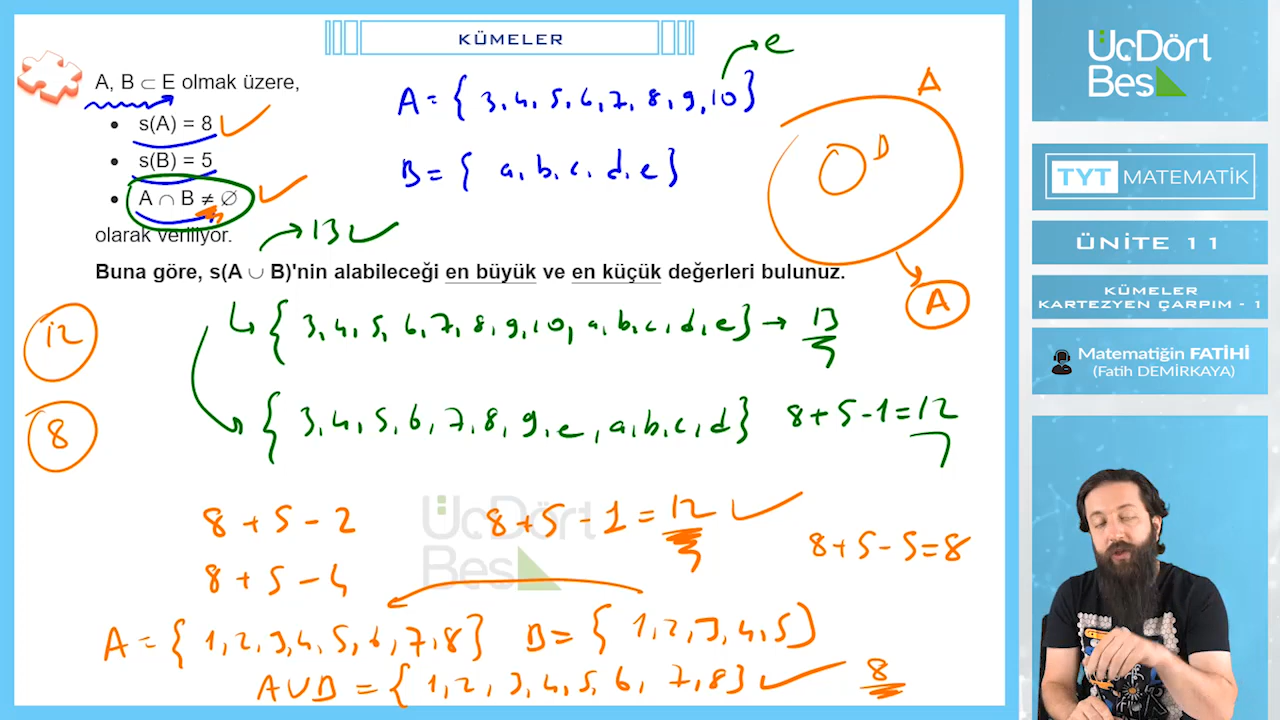 KÜMELER
A, B ⊂ E olmak üzere,
• s(A) = 8
• s(B) = 5
• A ∩ B ≠ ∅
olarak veriliyor.
Buna göre, s(A ∪ B)'nin alabileceği en büyük ve en küçük değerleri bulunuz.
A = { 3, 4, 5, 6, 7, 8, 9, 10 }
e
B = { a, b, c, d, e }
13
A
B
A
12
8
{ 3, 4, 5, 6, 7, 8, 9, 10, a, b, c, d, e } → 13
{ 3, 4, 5, 6, 7, 8, 9, e, a, b, c, d } 8 + 5 - 1 = 12
8 + 5 - 2
8 + 5 - 1 = 12
8 + 5 - 5 = 8
8 + 5 - 4
A = { 1, 2, 3, 4, 5, 6, 7, 8 } B = { 1, 2, 3, 4, 5 }
A ∪ B = { 1, 2, 3, 4, 5, 6, 7, 8 } 8
ÜçDört
Beş
ÜçDört
Beş
TYT MATEMATİK
ÜNİTE 11
KÜMELER
KARTEZYEN ÇARPIM - 1
Matematiğin FATİHİ
(Fatih DEMİRKAYA)